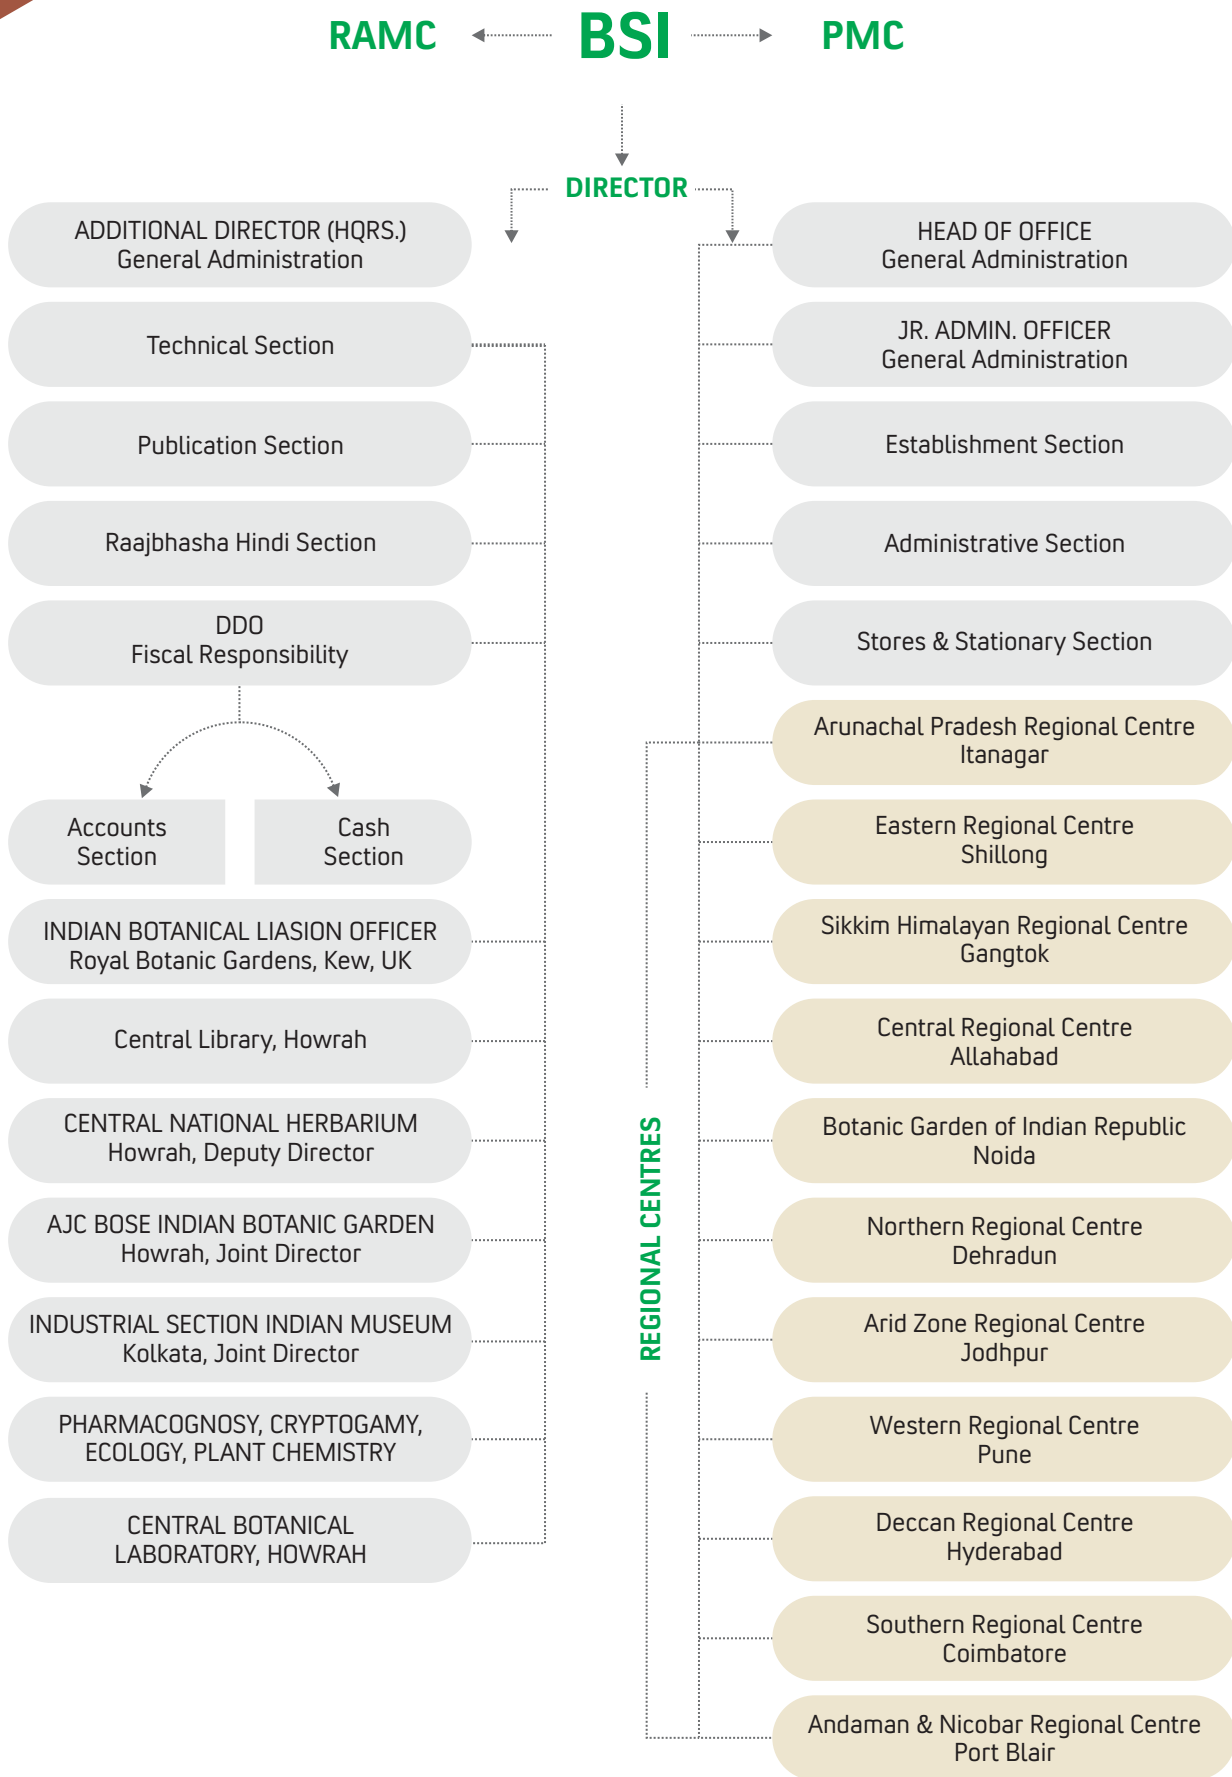 RAMC BSI PMC
DIRECTOR
ADDITIONAL DIRECTOR (HQRS.)
General Administration
Technical Section
Publication Section
Raajbhasha Hindi Section
DDO
Fiscal Responsibility
Accounts
Section
Cash
Section
INDIAN BOTANICAL LIASION OFFICER
Royal Botanic Gardens, Kew, UK
Central Library, Howrah
CENTRAL NATIONAL HERBARIUM
Howrah, Deputy Director
AJC BOSE INDIAN BOTANIC GARDEN
Howrah, Joint Director
INDUSTRIAL SECTION INDIAN MUSEUM
Kolkata, Joint Director
PHARMACOGNOSY, CRYPTOGAMY,
ECOLOGY, PLANT CHEMISTRY
CENTRAL BOTANICAL
LABORATORY, HOWRAH
HEAD OF OFFICE
General Administration
JR. ADMIN. OFFICER
General Administration
Establishment Section
Administrative Section
Stores & Stationary Section
REGIONAL CENTRES
Arunachal Pradesh Regional Centre
Itanagar
Eastern Regional Centre
Shillong
Sikkim Himalayan Regional Centre
Gangtok
Central Regional Centre
Allahabad
Botanic Garden of Indian Republic
Noida
Northern Regional Centre
Dehradun
Arid Zone Regional Centre
Jodhpur
Western Regional Centre
Pune
Deccan Regional Centre
Hyderabad
Southern Regional Centre
Coimbatore
Andaman & Nicobar Regional Centre
Port Blair